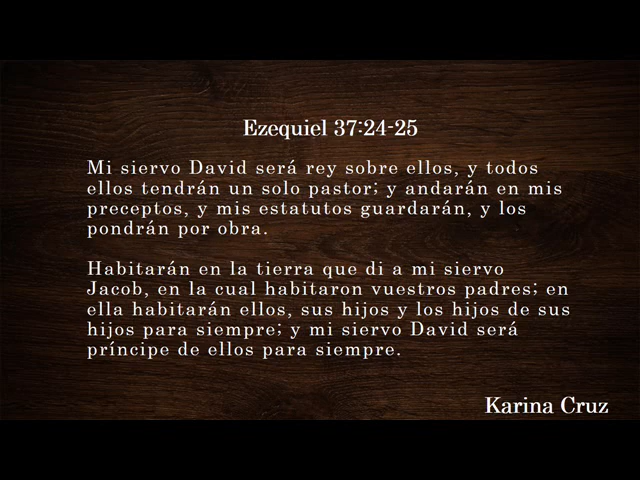 Ezequiel 37:24-25
Mi siervo David será rey sobre ellos, y todos
ellos tendrán un solo pastor; y andarán en mis
preceptos, y mis estatutos guardarán, y los
pondrán por obra.
Habitarán en la tierra que di a mi siervo
Jacob, en la cual habitaron vuestros padres; en
ella habitarán ellos, sus hijos y los hijos de sus
hijos para siempre; y mi siervo David será
príncipe de ellos para siempre.
Karina Cruz